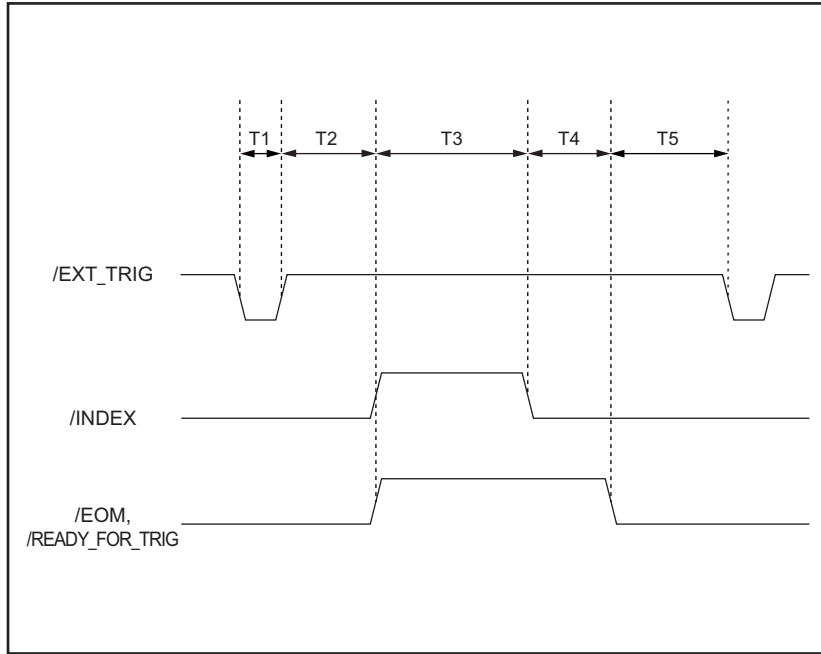 T1 T2 T3 T4 T5
/EXT_TRIG
/INDEX
/EOM,
/READY_FOR_TRIG